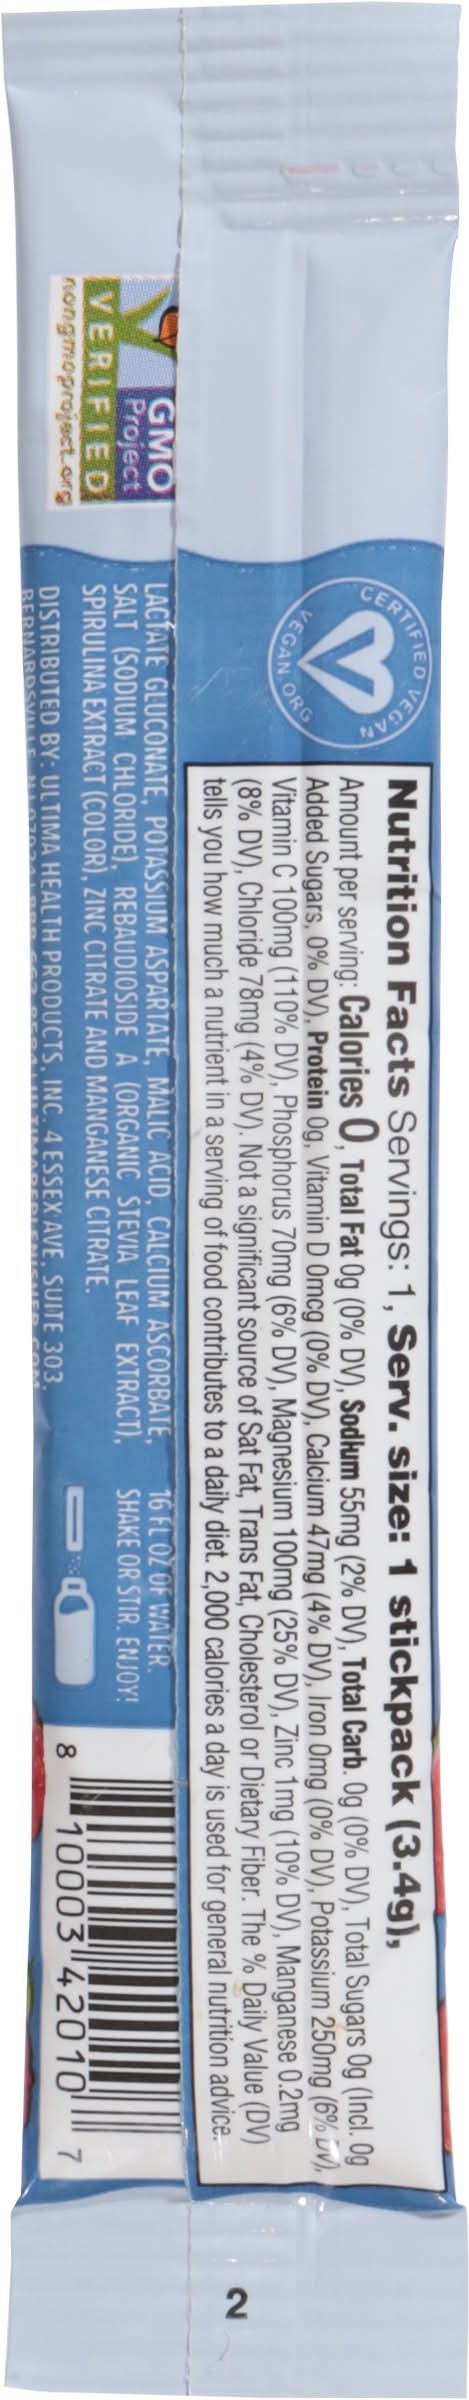 GMO
Project
VERIFIED
nongmoproject.org
CERTIFIED VEGAN
VEGAN.ORG
Nutrition Facts Servings: 1, Serv. size: 1 stickpack (3.4g),
Amount per serving: Calories 0, Total Fat 0g (0% DV), Sodium 55mg (2% DV), Total Carb. 0g (0% DV), Total Sugars 0g (Incl. 0g
Added Sugars, 0% DV), Protein 0g, Vitamin D 0mcg (0% DV), Calcium 47mg (4% DV), Iron 0mg (0% DV), Potassium 250mg (6% DV),
Vitamin C 100mg (110% DV), Phosphorus 70mg (6% DV), Magnesium 100mg (25% DV), Zinc 1mg (10% DV), Manganese 0.2mg
(8% DV), Chloride 78mg (4% DV). Not a significant source of Sat Fat, Trans Fat, Cholesterol or Dietary Fiber. The % Daily Value (DV)
tells you how much a nutrient in a serving of food contributes to a daily diet. 2,000 calories a day is used for general nutrition advice.
LACTATE GLUCONATE, POTASSIUM ASPARTATE, MALIC ACID, CALCIUM ASCORBATE,
SALT (SODIUM CHLORIDE), REBAUDIOSIDE A (ORGANIC STEVIA LEAF EXTRACT),
SPIRULINA EXTRACT (COLOR), ZINC CITRATE AND MANGANESE CITRATE.
DISTRIBUTED BY: ULTIMA HEALTH PRODUCTS, INC. 4 ESSEX AVE, SUITE 303,
BERNARDSVILLE, ULTIMAREPLENISHER.COM
16 FL OZ OF WATER.
SHAKE OR STIR. ENJOY!
8 10003 42010 7
2